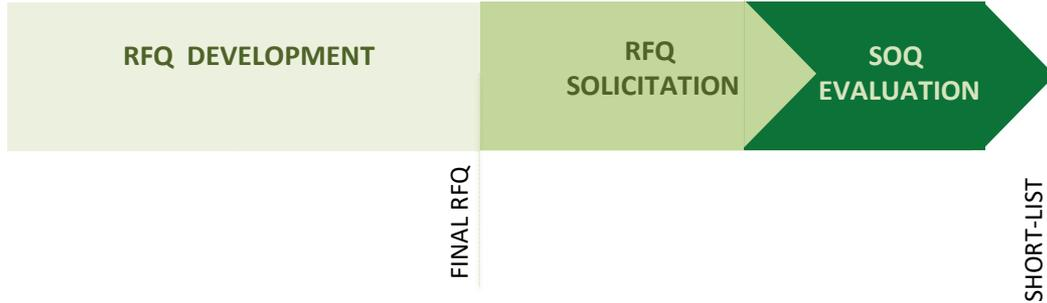 RFQ DEVELOPMENT
RFQ
SOLICITATION
SOQ
EVALUATION
FINAL RFQ
SHORT-LIST